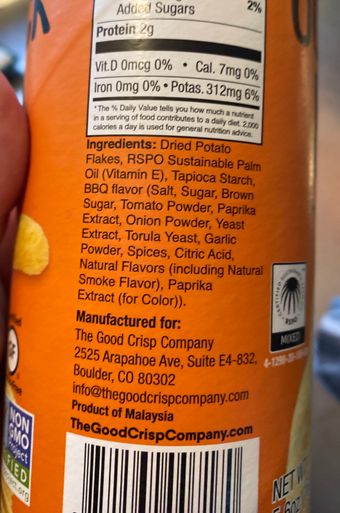 Added Sugars 2%
Protein 2g
Vit.D 0mcg 0% • Cal. 7mg 0%
Iron 0mg 0% • Potas. 312mg 6%
*The % Daily Value tells you how much a nutrient
in a serving of food contributes to a daily diet. 2,000
calories a day is used for general nutrition advice.
Ingredients: Dried Potato
Flakes, RSPO Sustainable Palm
Oil (Vitamin E), Tapioca Starch,
BBQ flavor (Salt, Sugar, Brown
Sugar, Tomato Powder, Paprika
Extract, Onion Powder, Yeast
Extract, Torula Yeast, Garlic
Powder, Spices, Citric Acid,
Natural Flavors (including Natural
Smoke Flavor), Paprika
Extract (for Color)).
Manufactured for:
The Good Crisp Company
2525 Arapahoe Ave, Suite E4-832,
Boulder, CO 80302
info@thegoodcrispcompany.com
Product of Malaysia
TheGoodCrispCompany.com
RSPO
MIXED
NON
GMO
NET